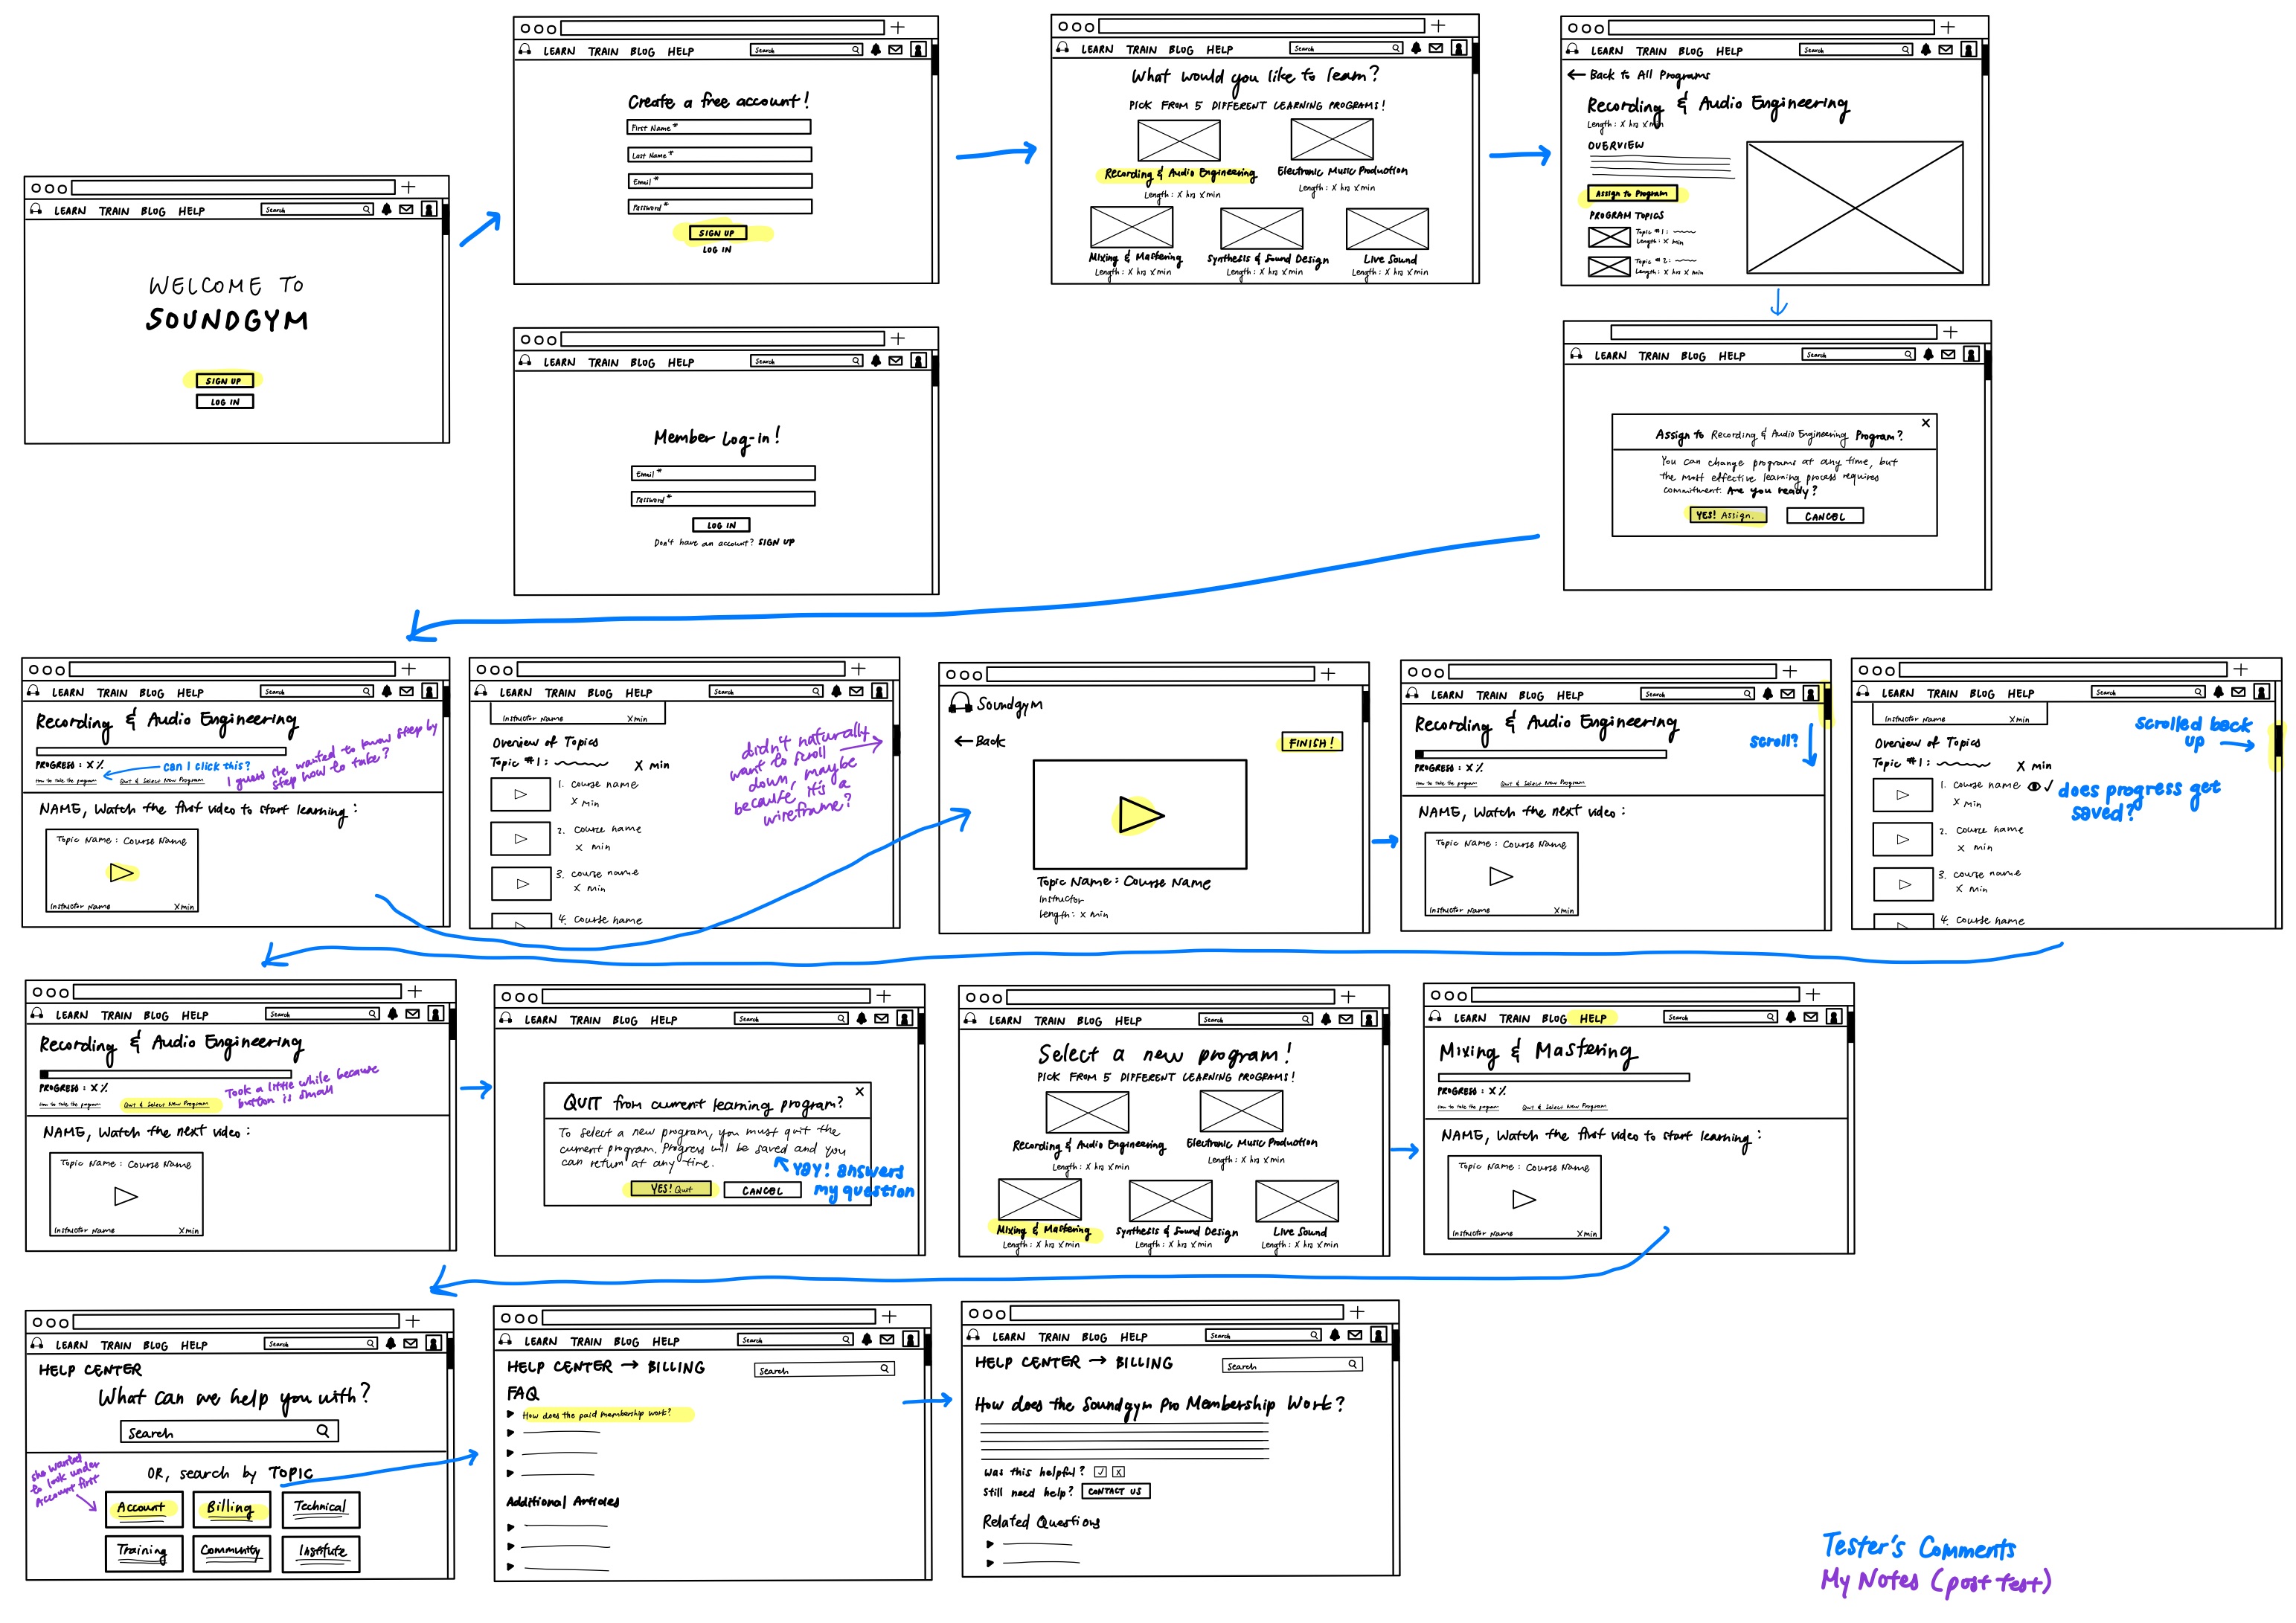 LEARN TRAIN BLOG HELP Search
WELCOME TO
SOUNDGYM
SIGN UP
LOG IN
LEARN TRAIN BLOG HELP Search
Create a free account!
First Name *
Last Name *
Email *
Password *
SIGN UP
LOG IN
LEARN TRAIN BLOG HELP Search
Member Log-in!
Email *
Password *
LOG IN
Don't have an account? SIGN UP
LEARN TRAIN BLOG HELP Search
What would you like to learn?
PICK FROM 5 DIFFERENT LEARNING PROGRAMS!
Recording & Audio Engineering Electronic Music Production
Length: X hrs X min Length: X hrs X min
Mixing & Mastering Synthesis & Sound Design Live Sound
Length: X hrs X min Length: X hrs X min Length: X hrs X min
LEARN TRAIN BLOG HELP Search
← Back to All Programs
Recording & Audio Engineering
Length: X hrs X min
OVERVIEW
Assign to Program
PROGRAM TOPICS
Topic #1:
Length: X min
Topic #2:
Length: X hrs X min
LEARN TRAIN BLOG HELP Search
Assign to Recording & Audio Engineering Program?
You can change programs at any time, but
the most effective learning process requires
commitment. Are you ready?
YES! Assign. CANCEL
LEARN TRAIN BLOG HELP Search
Recording & Audio Engineering
PROGRESS: X %
How to take the program Quit & Select New Program
can I click this?
I guess she wanted to know step by
step how to take?
NAME, Watch the first video to start learning:
Topic Name: Course Name
Instructor Name X min
LEARN TRAIN BLOG HELP Search
Instructor Name X min
Overview of Topics
Topic #1: X min
1. Course name
X min
2. Course name
X min
3. Course name
X min
4. Course name
didn't naturally
want to scroll
down, maybe
because it's a
wireframe?
Soundgym
← Back
FINISH!
Topic Name: Course Name
Instructor
Length: X min
LEARN TRAIN BLOG HELP Search
Recording & Audio Engineering
scroll?
PROGRESS: X %
How to take the program Quit & Select New Program
NAME, Watch the next video:
Topic Name: Course Name
Instructor Name X min
LEARN TRAIN BLOG HELP Search
Instructor Name X min
scrolled back
up
Overview of Topics
Topic #1: X min
1. Course name
X min
does progress get
saved?
2. Course name
X min
3. Course name
X min
4. Course name
LEARN TRAIN BLOG HELP Search
Recording & Audio Engineering
PROGRESS: X %
How to take the program Quit & Select New Program
Took a little while because
button is small
NAME, Watch the next video:
Topic Name: Course Name
Instructor Name X min
LEARN TRAIN BLOG HELP Search
QUIT from current learning program?
To select a new program, you must quit the
current program. Progress will be saved and you
can return at any time.
YAY! answers
my question
YES! Quit CANCEL
LEARN TRAIN BLOG HELP Search
Select a new program!
PICK FROM 5 DIFFERENT LEARNING PROGRAMS!
Recording & Audio Engineering Electronic Music Production
Length: X hrs X min Length: X hrs X min
Mixing & Mastering Synthesis & Sound Design Live Sound
Length: X hrs X min Length: X hrs X min Length: X hrs X min
LEARN TRAIN BLOG HELP Search
Mixing & Mastering
PROGRESS: X %
How to take the program Quit & Select New Program
NAME, Watch the first video to start learning:
Topic Name: Course Name
Instructor Name X min
LEARN TRAIN BLOG HELP Search
HELP CENTER
What can we help you with?
Search
OR, search by TOPIC
she wanted
to look under
Account first
Account Billing Technical
Training Community Institute
LEARN TRAIN BLOG HELP Search
HELP CENTER → BILLING Search
FAQ
How does the paid membership work?
Additional Articles
LEARN TRAIN BLOG HELP Search
HELP CENTER → BILLING Search
How does the Soundgym Pro Membership Work?
Was this helpful?
Still need help? CONTACT US
Related Questions
Tester's Comments
My Notes (post test)